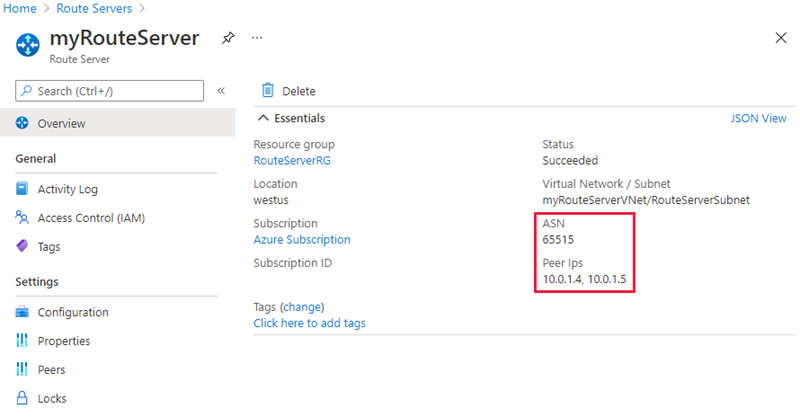 Home > Route Servers >
myRouteServer
...
Route Server
Search (Ctrl+/)
«
Overview
General
Activity Log
Access Control (IAM)
Tags
Settings
Configuration
Properties
Peers
Locks
Delete
Essentials
JSON View
Resource group
RouteServerRG
Location
westus
Subscription
Azure Subscription
Subscription ID
Status
Succeeded
Virtual Network / Subnet
myRouteServerVNet/RouteServerSubnet
ASN
65515
Peer Ips
10.0.1.4, 10.0.1.5
Tags (change)
Click here to add tags